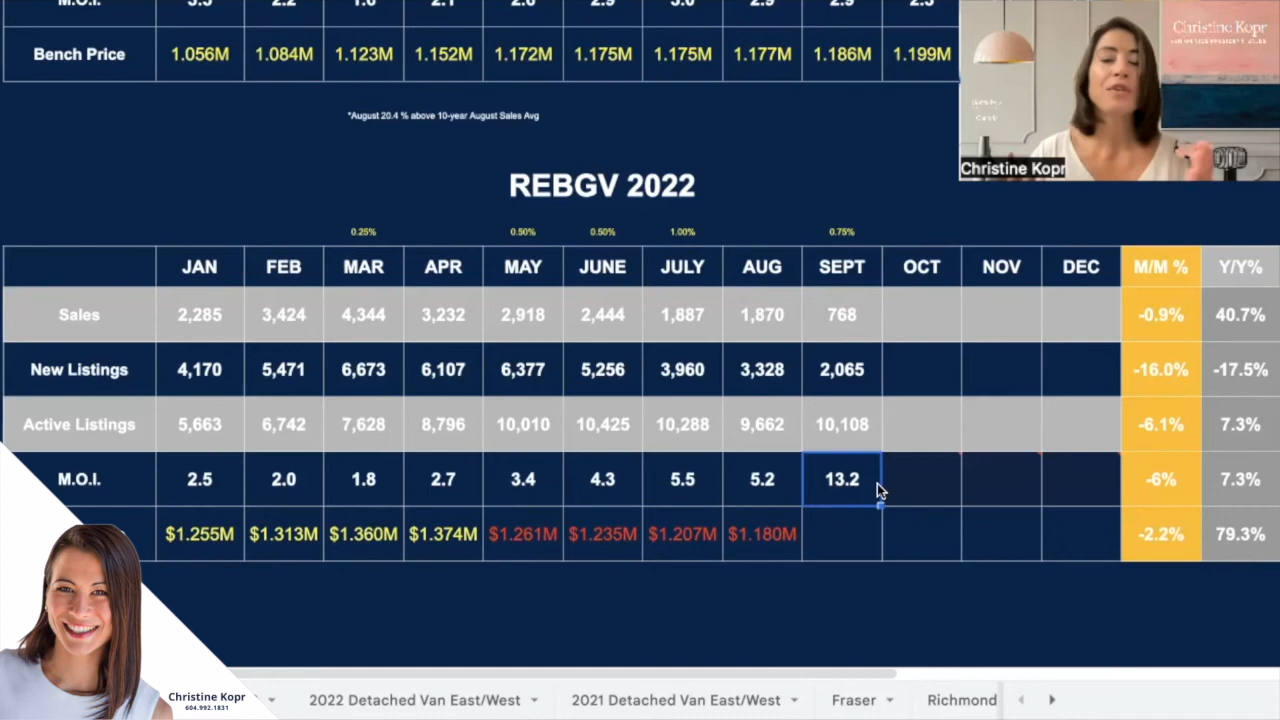 M.O.I.
Bench Price 1.056M 1.084M 1.123M 1.152M 1.172M 1.175M 1.175M 1.177M 1.186M 1.199M
Christine Kopr
Christine Kopr
*August 20.4 % above 10-year August Sales Avg
REBGV 2022
0.25% 0.50% 0.50% 1.00% 0.75%
JAN FEB MAR APR MAY JUNE JULY AUG SEPT OCT NOV DEC M/M % Y/Y%
Sales 2,285 3,424 4,344 3,232 2,918 2,444 1,887 1,870 768 -0.9% 40.7%
New Listings 4,170 5,471 6,673 6,107 6,377 5,256 3,960 3,328 2,065 -16.0% -17.5%
Active Listings 5,663 6,742 7,628 8,796 10,010 10,425 10,288 9,662 10,108 -6.1% 7.3%
M.O.I. 2.5 2.0 1.8 2.7 3.4 4.3 5.5 5.2 13.2 -6% 7.3%
$1.255M $1.313M $1.360M $1.374M $1.261M $1.235M $1.207M $1.180M -2.2% 79.3%
2022 Detached Van East/West 2021 Detached Van East/West Fraser Richmond
Christine Kopr
604.992.1831